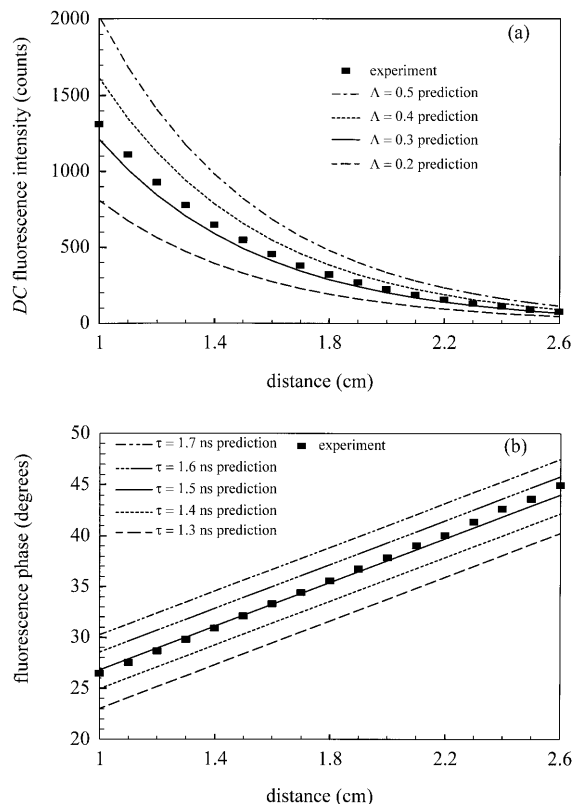 2000
(a)
DC fluorescence intensity (counts)
experiment
Λ = 0.5 prediction
1500
Λ = 0.4 prediction
Λ = 0.3 prediction
1000
Λ = 0.2 prediction
500
0
1 1.4 1.8 2.2 2.6
distance (cm)
50
τ = 1.7 ns prediction experiment (b)
τ = 1.6 ns prediction
45
τ = 1.5 ns prediction
τ = 1.4 ns prediction
40
τ = 1.3 ns prediction
fluorescence phase (degrees)
35
30
25
20
1 1.4 1.8 2.2 2.6
distance (cm)